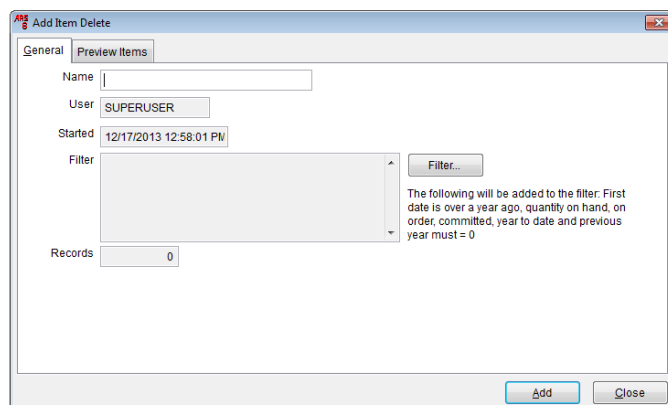 ABS
6
Add Item Delete
General
Preview Items
Name
User
SUPERUSER
Started
12/17/2013 12:58:01 PM
Filter
Filter...
The following will be added to the filter: First
date is over a year ago, quantity on hand, on
order, committed, year to date and previous
year must = 0
Records
0
Add
Close